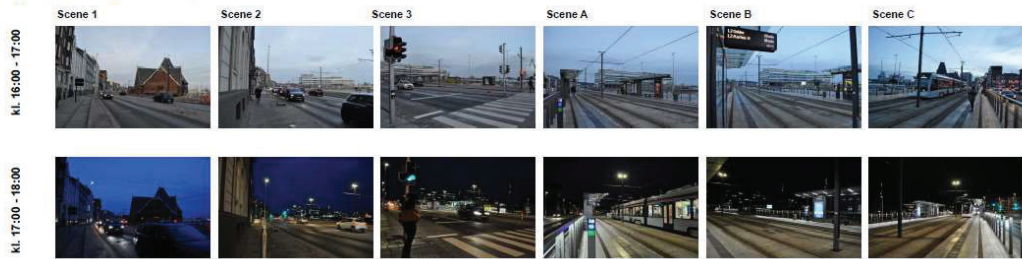 Scene 1
Scene 2
Scene 3
Scene A
Scene B
Scene C
kl. 16:00 - 17:00
kl. 17:00 - 18:00